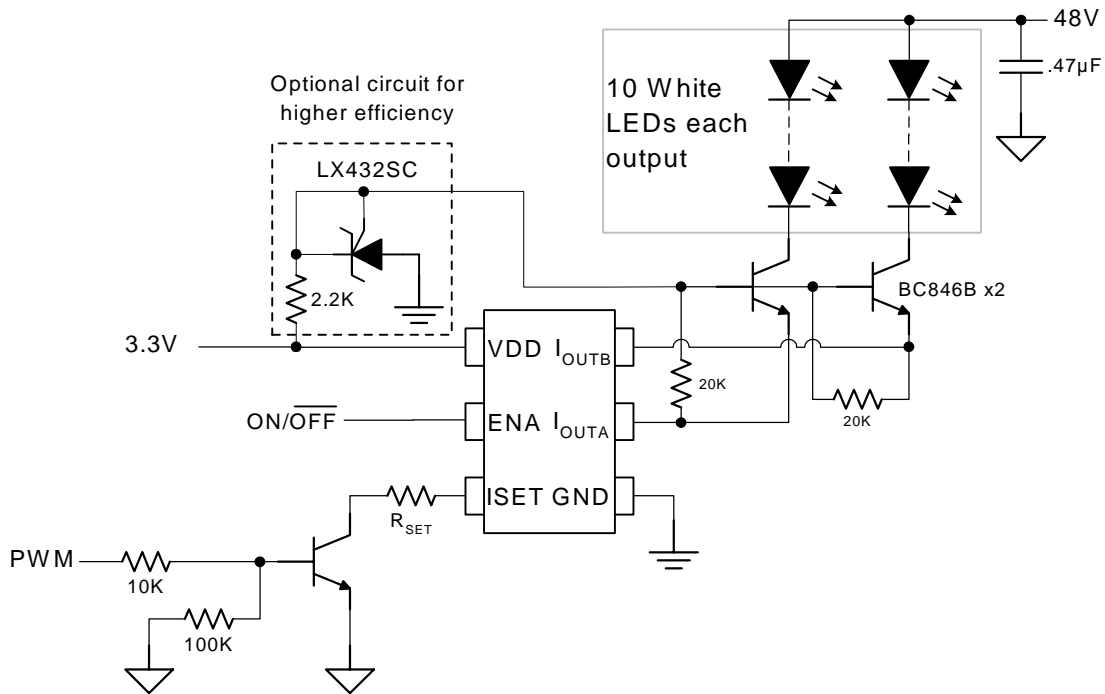 48V
.47µF
Optional circuit for
higher efficiency
10 White
LEDs each
output
LX432SC
2.2K
BC846B x2
3.3V
VDD IOUTB
20K
20K
ON/OFF
ENA IOUTA
ISET GND
RSET
PWM
10K
100K